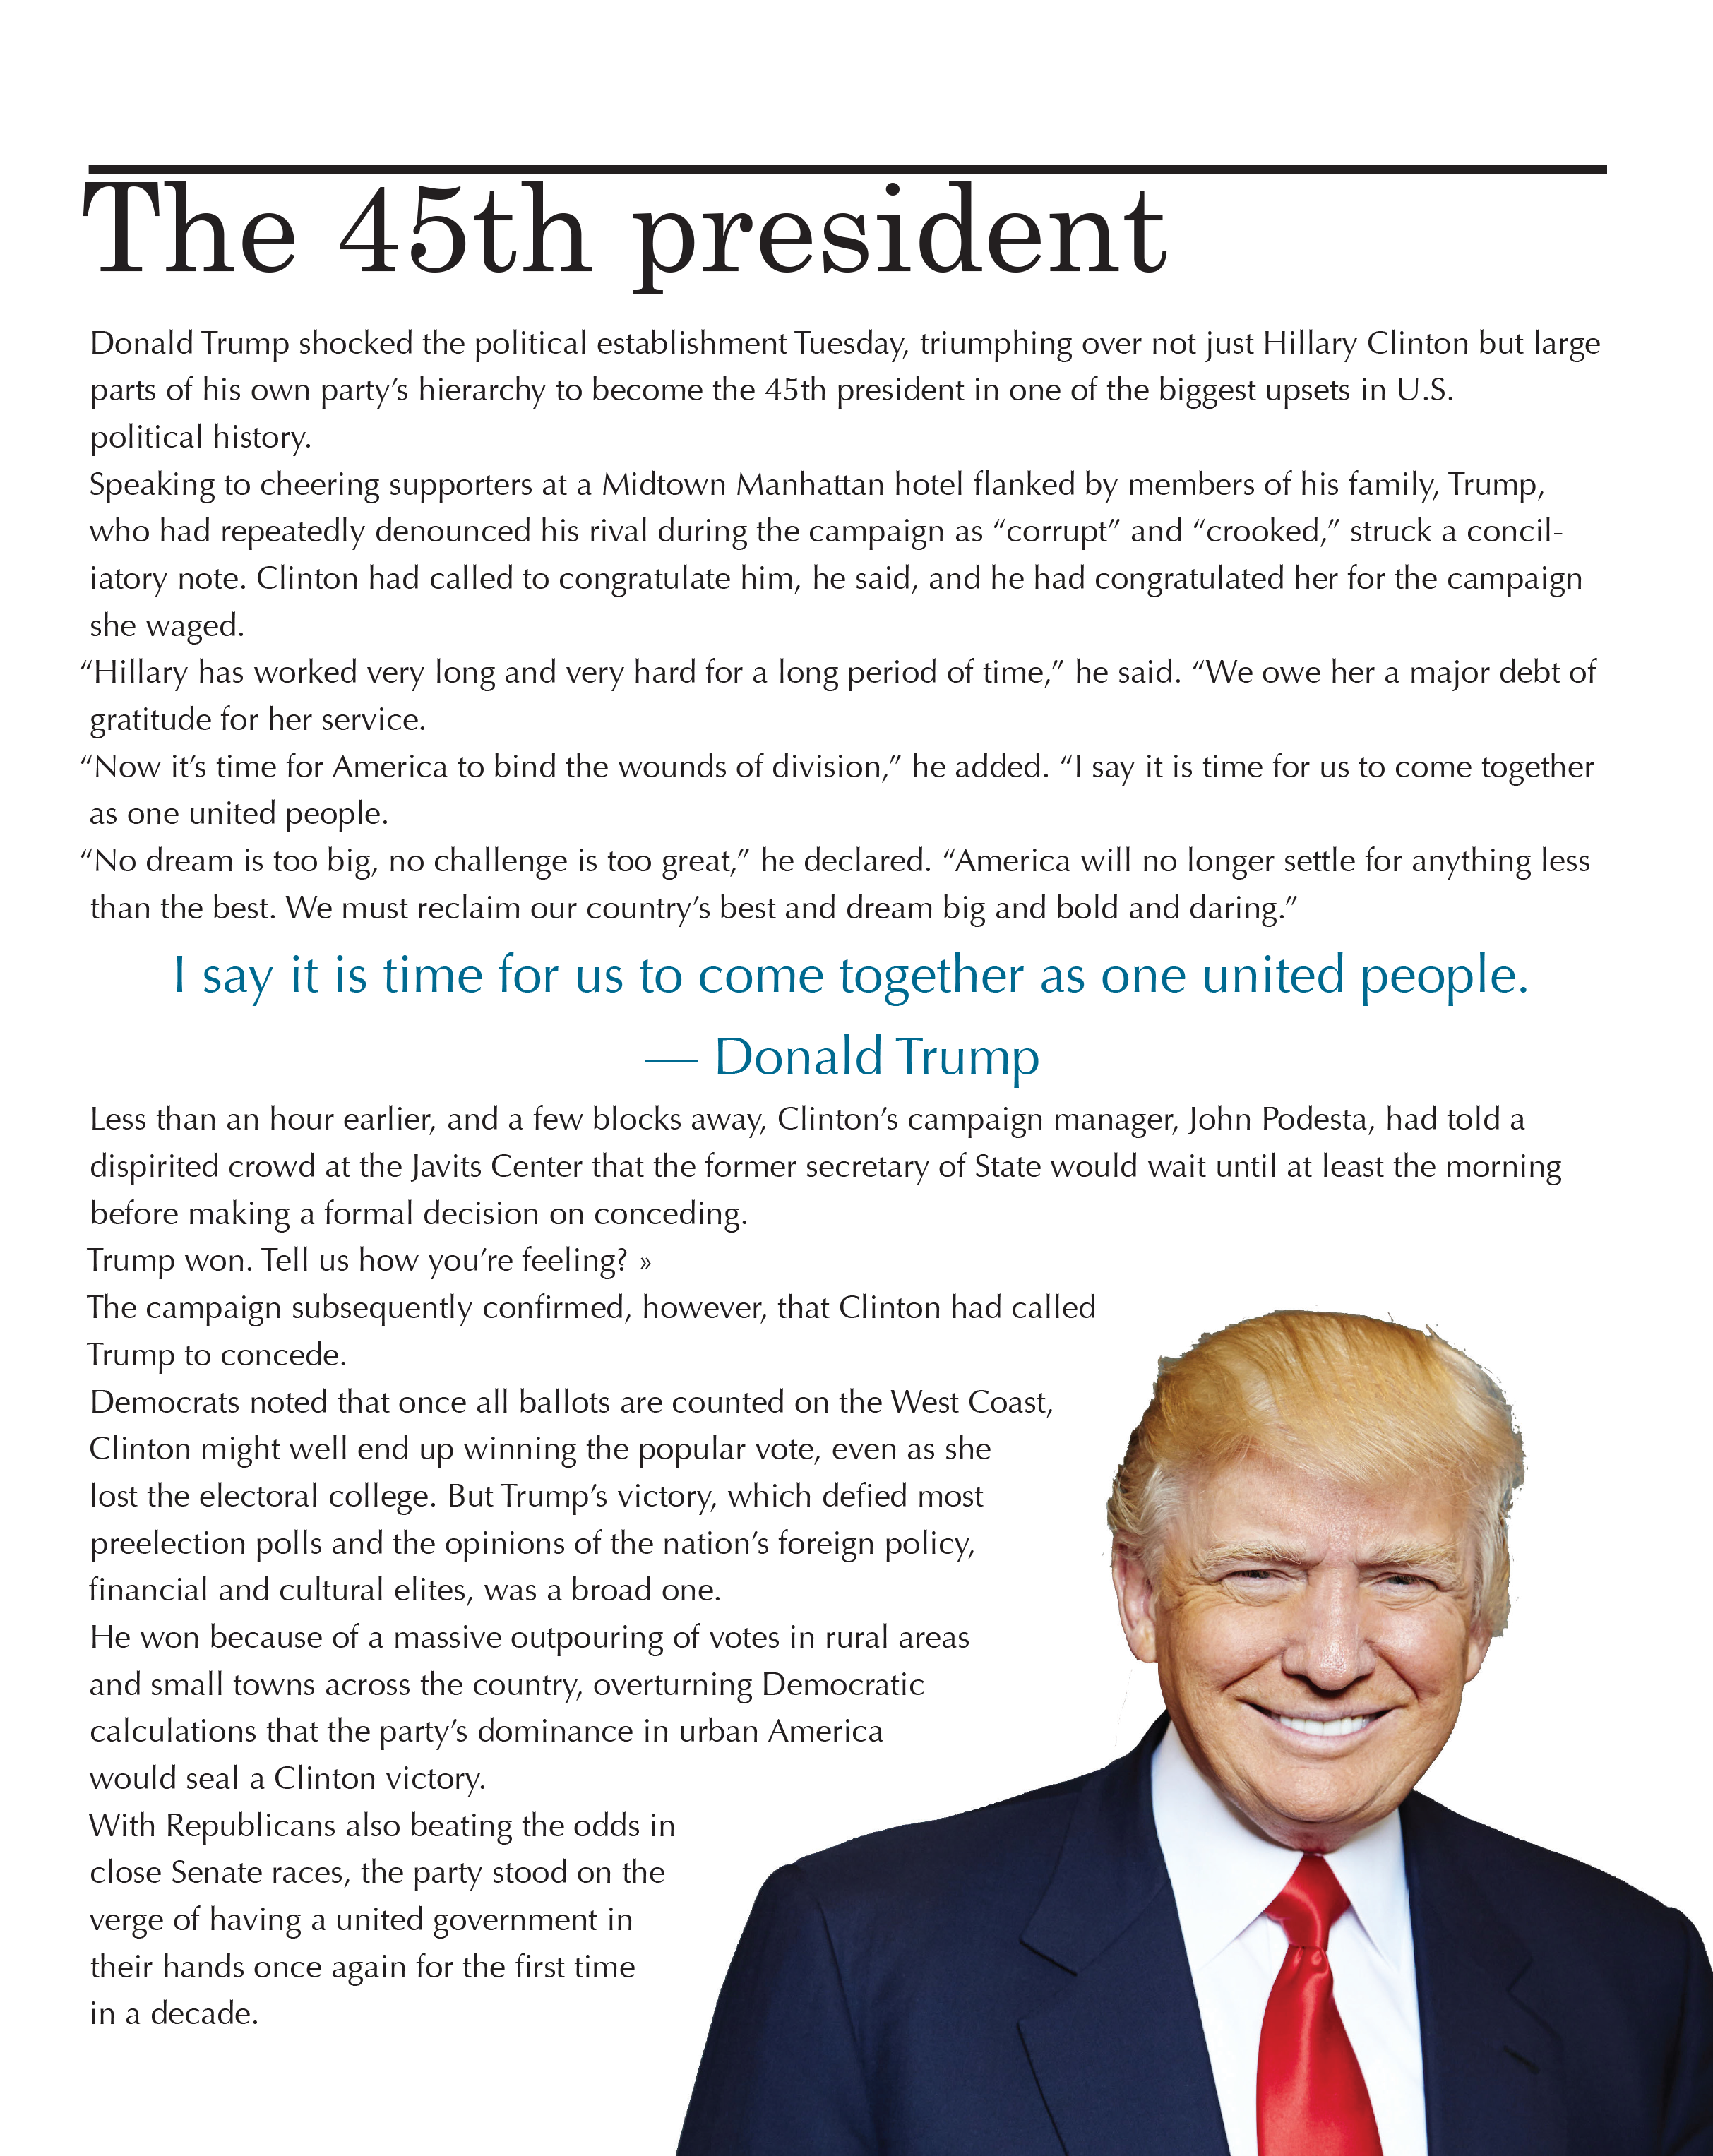 The 45th president
Donald Trump shocked the political establishment Tuesday, triumphing over not just Hillary Clinton but large
parts of his own party’s hierarchy to become the 45th president in one of the biggest upsets in U.S.
political history.
Speaking to cheering supporters at a Midtown Manhattan hotel flanked by members of his family, Trump,
who had repeatedly denounced his rival during the campaign as “corrupt” and “crooked,” struck a concil-
iatory note. Clinton had called to congratulate him, he said, and he had congratulated her for the campaign
she waged.
“Hillary has worked very long and very hard for a long period of time,” he said. “We owe her a major debt of
gratitude for her service.
“Now it’s time for America to bind the wounds of division,” he added. “I say it is time for us to come together
as one united people.
“No dream is too big, no challenge is too great,” he declared. “America will no longer settle for anything less
than the best. We must reclaim our country’s best and dream big and bold and daring.”
I say it is time for us to come together as one united people.
— Donald Trump
Less than an hour earlier, and a few blocks away, Clinton’s campaign manager, John Podesta, had told a
dispirited crowd at the Javits Center that the former secretary of State would wait until at least the morning
before making a formal decision on conceding.
Trump won. Tell us how you’re feeling? »
The campaign subsequently confirmed, however, that Clinton had called
Trump to concede.
Democrats noted that once all ballots are counted on the West Coast,
Clinton might well end up winning the popular vote, even as she
lost the electoral college. But Trump’s victory, which defied most
preelection polls and the opinions of the nation’s foreign policy,
financial and cultural elites, was a broad one.
He won because of a massive outpouring of votes in rural areas
and small towns across the country, overturning Democratic
calculations that the party’s dominance in urban America
would seal a Clinton victory.
With Republicans also beating the odds in
close Senate races, the party stood on the
verge of having a united government in
their hands once again for the first time
in a decade.